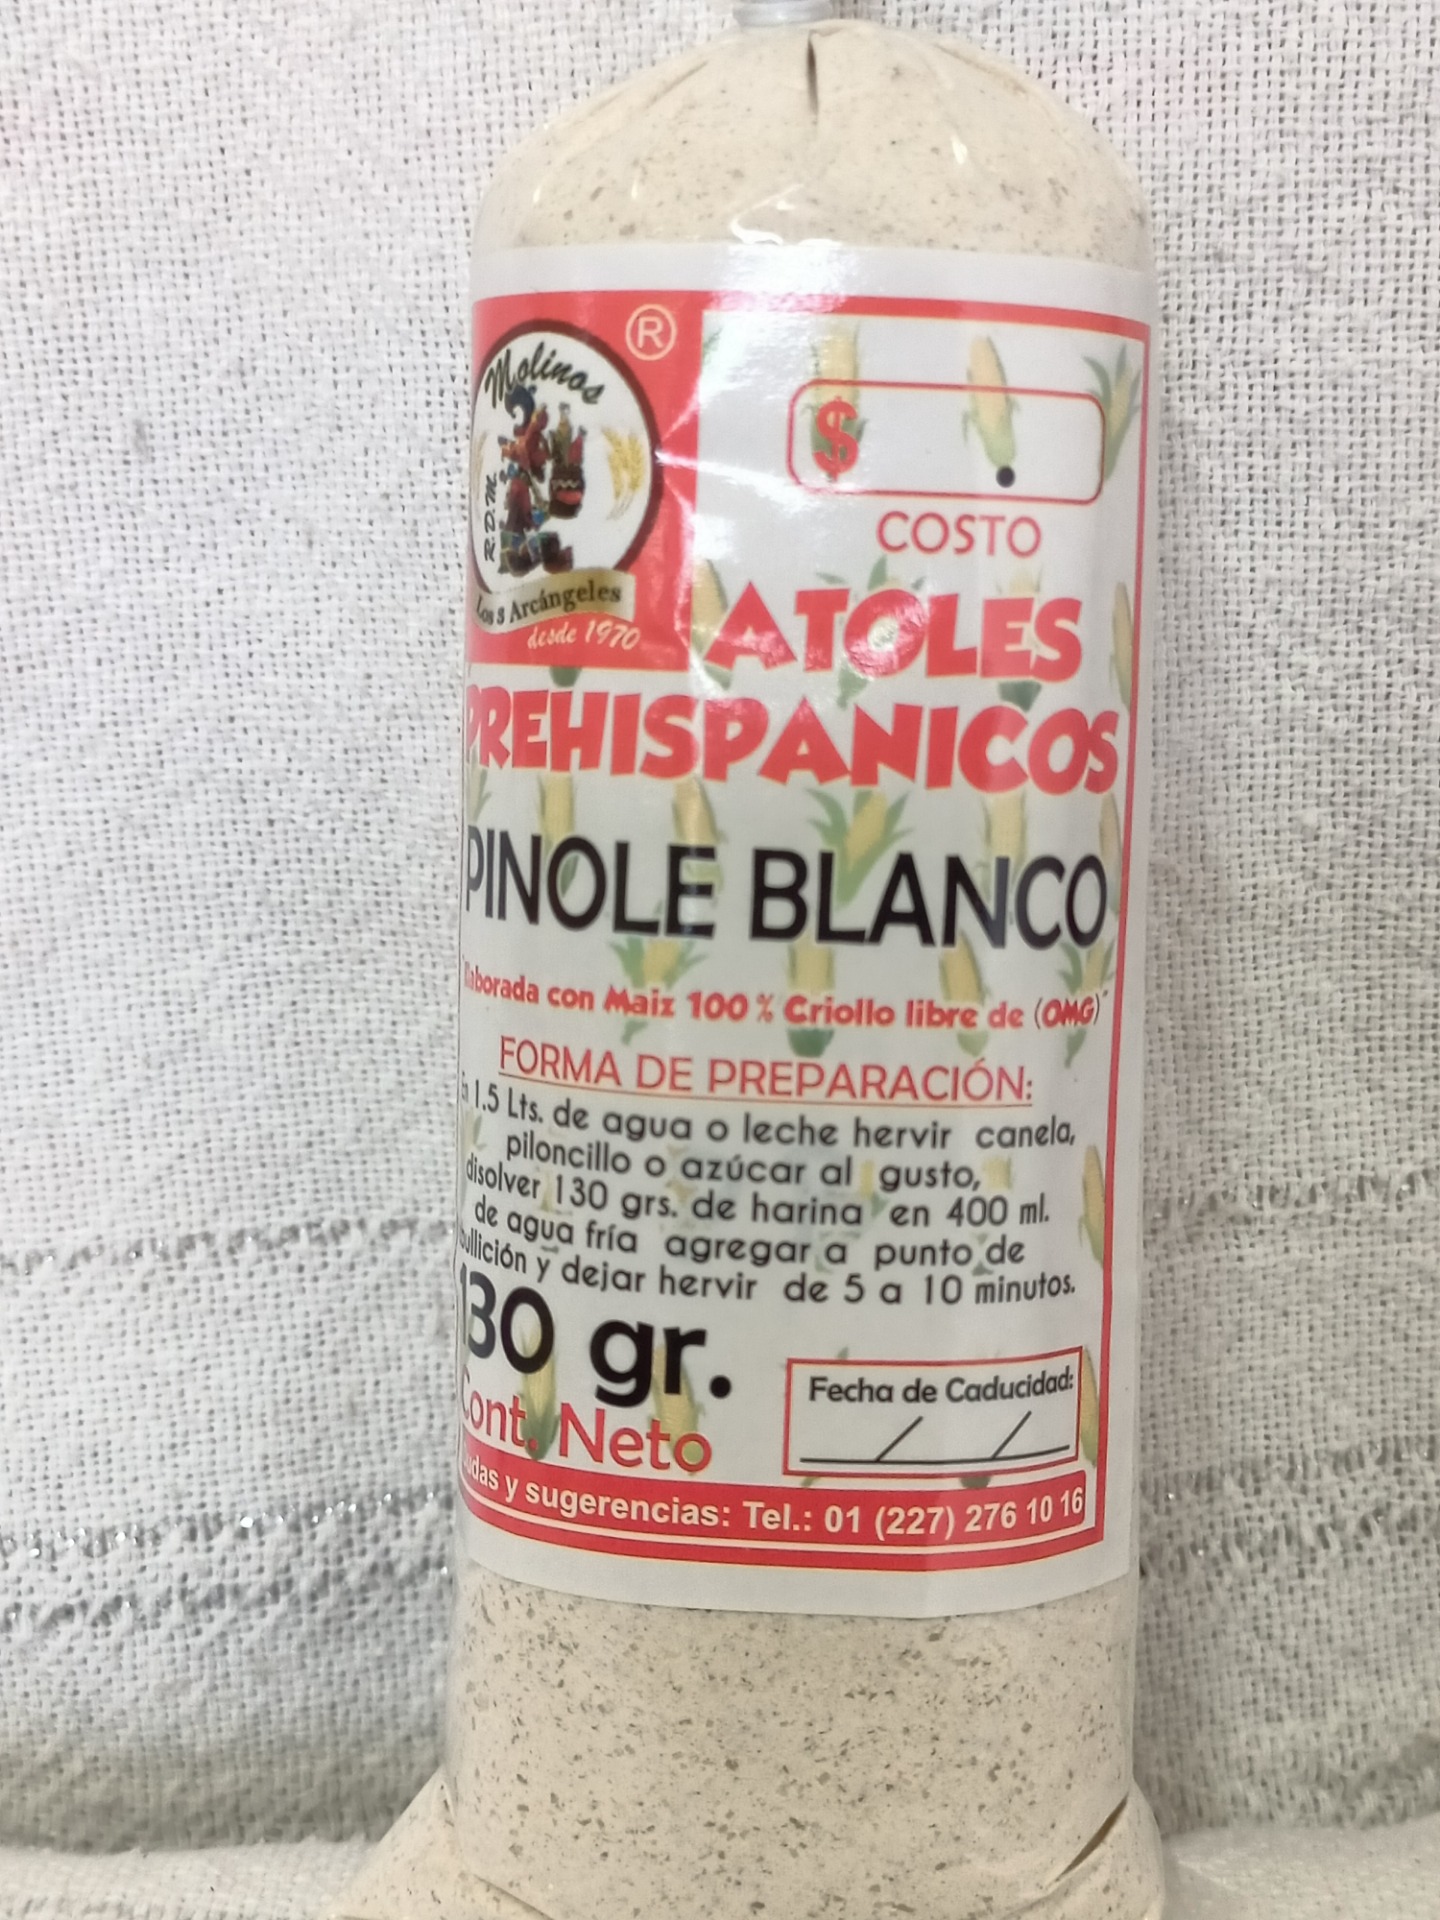 ®
Molinos
R.D.M.
Los 3 Arcángeles
desde 1970
$ .
COSTO
ATOLES
PREHISPANICOS
PINOLE BLANCO
"Elaborada con Maiz 100 % Criollo libre de (OMG)"
FORMA DE PREPARACIÓN:
En 1.5 Lts. de agua o leche hervir canela,
piloncillo o azúcar al gusto,
disolver 130 grs. de harina en 400 ml.
de agua fría agregar a punto de
bullición y dejar hervir de 5 a 10 minutos.
130 gr.
Cont. Neto
Fecha de Caducidad:
/ /
Dudas y sugerencias: Tel.: 01 (227) 276 10 16